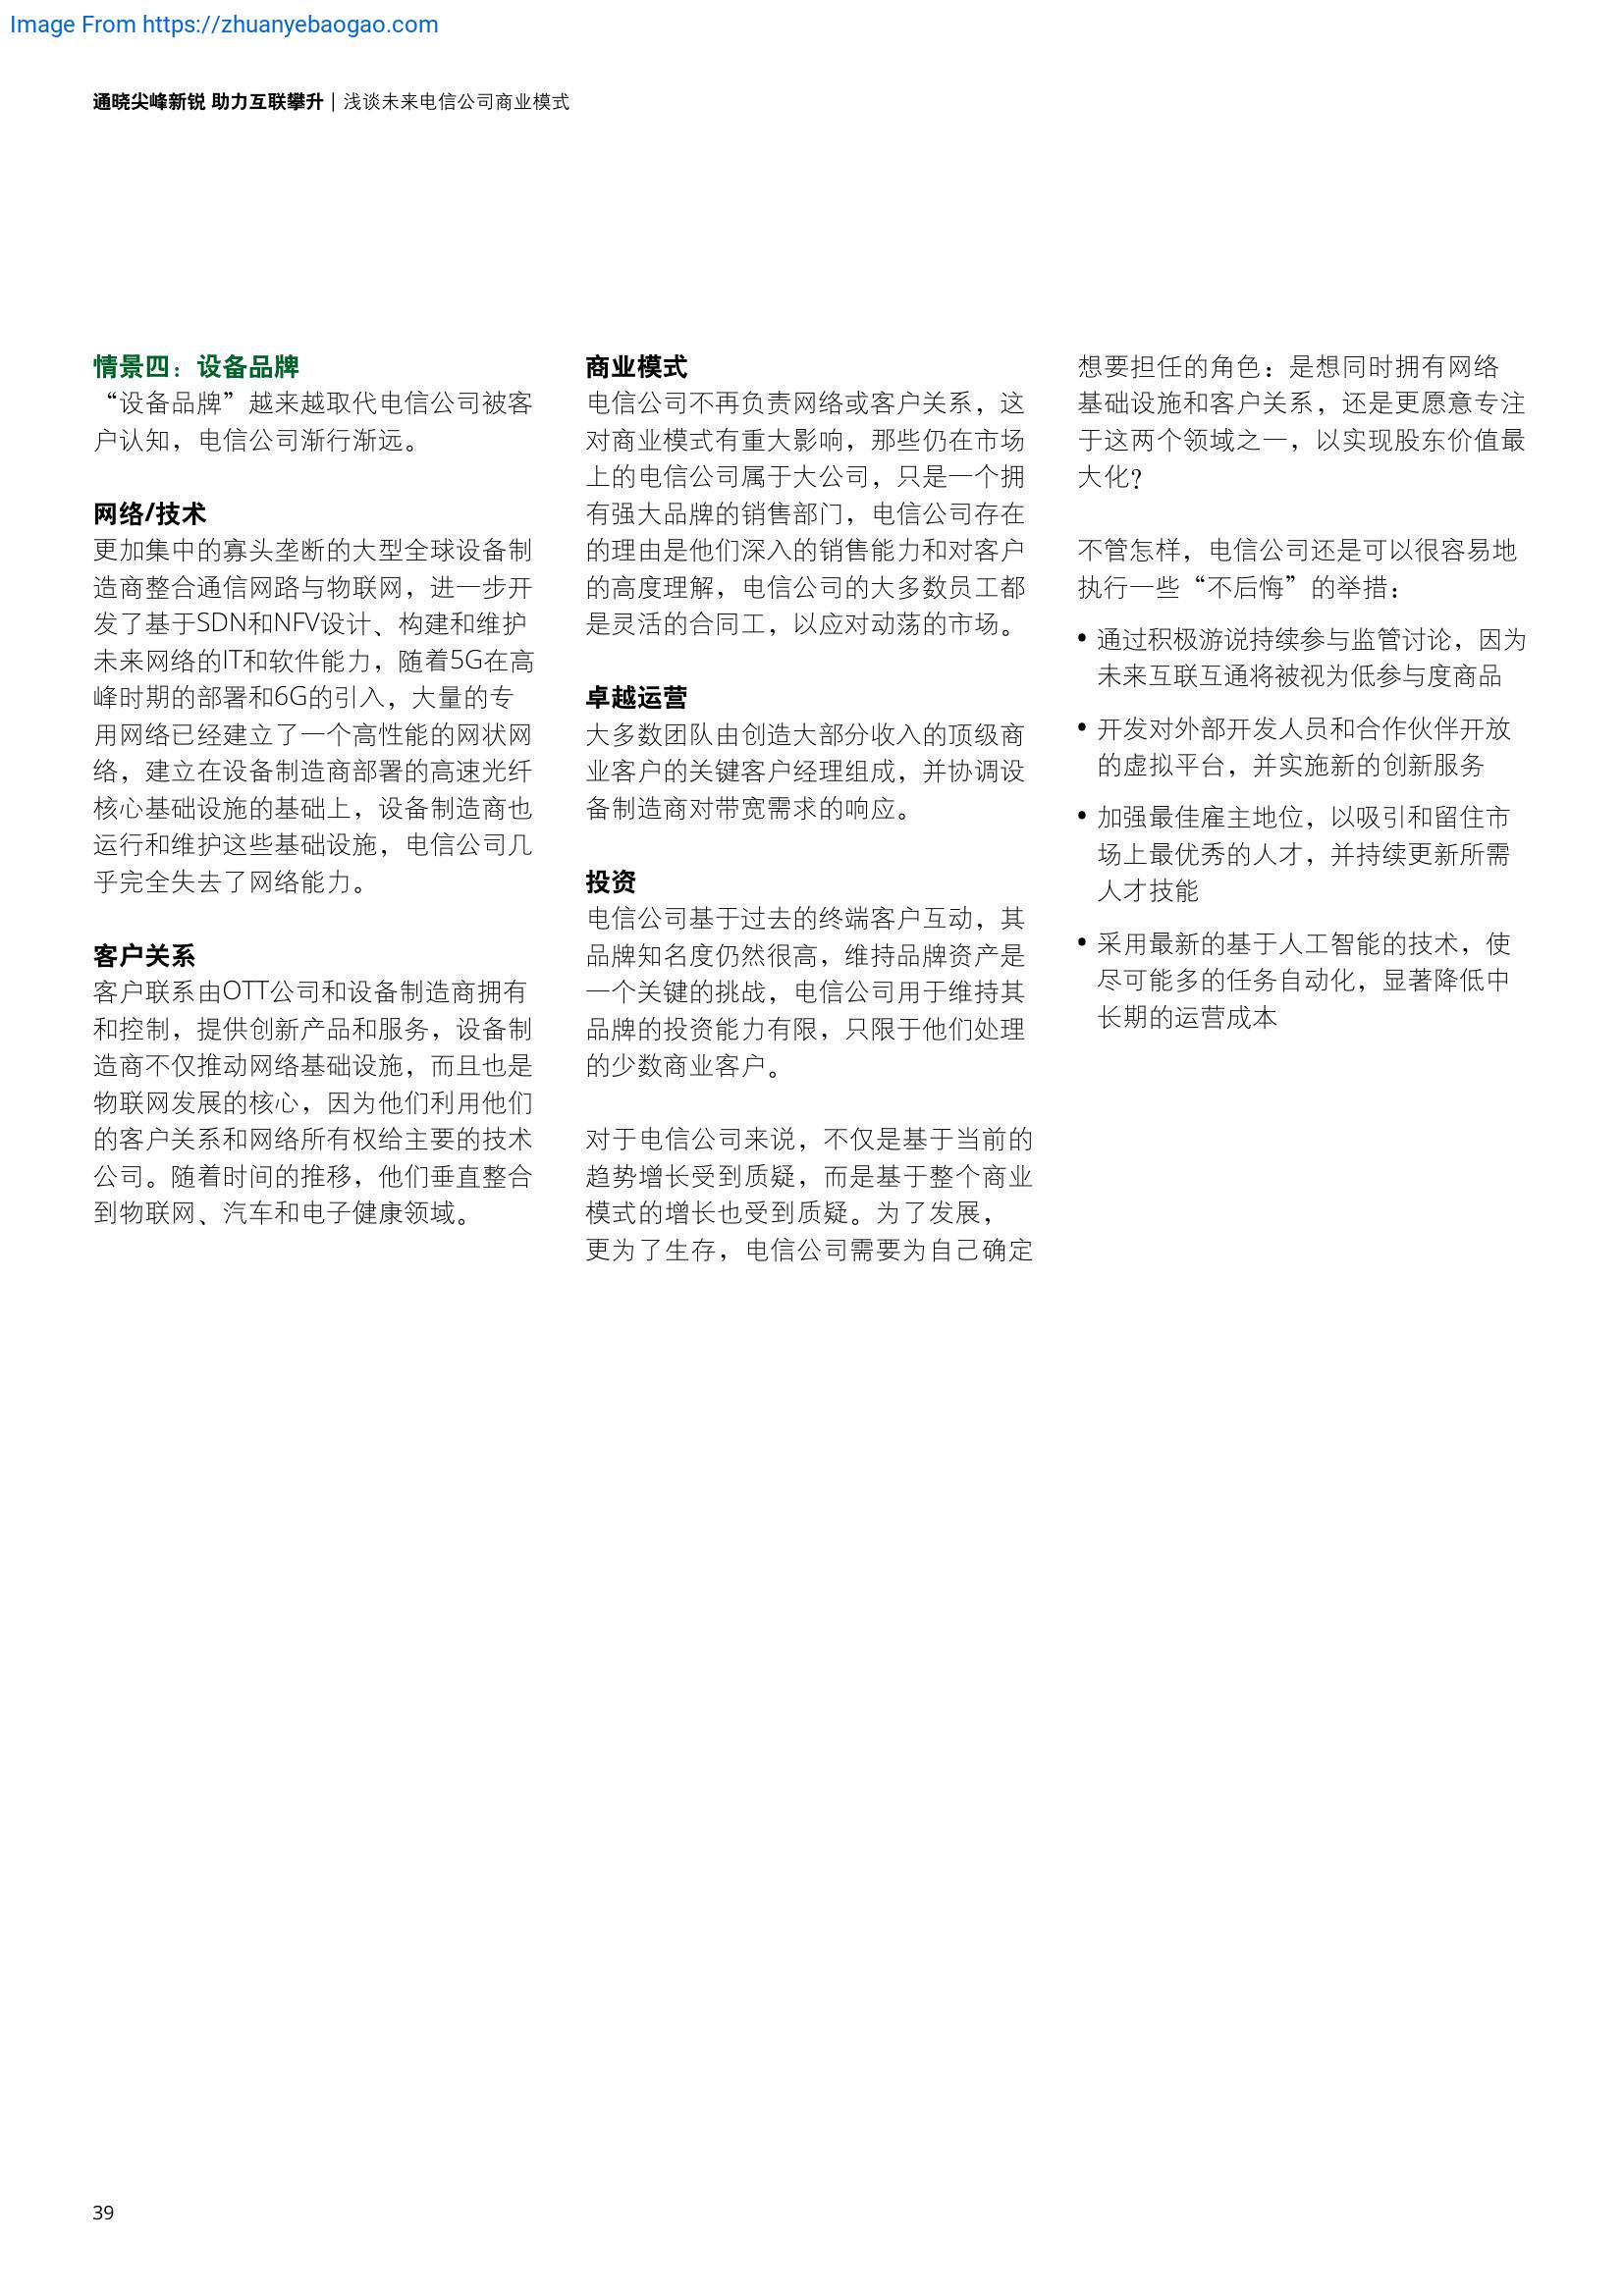 Image From https://zhuanyebaogao.com
通晓尖峰新锐 助力互联攀升 | 浅谈未来电信公司商业模式
情景四：设备品牌
“设备品牌”越来越取代电信公司被客
户认知，电信公司渐行渐远。
网络/技术
更加集中的寡头垄断的大型全球设备制
造商整合通信网路与物联网，进一步开
发了基于SDN和NFV设计、构建和维护
未来网络的IT和软件能力，随着5G在高
峰时期的部署和6G的引入，大量的专
用网络已经建立了一个高性能的网状网
络，建立在设备制造商部署的高速光纤
核心基础设施的基础上，设备制造商也
运行和维护这些基础设施，电信公司几
乎完全失去了网络能力。
客户关系
客户联系由OTT公司和设备制造商拥有
和控制，提供创新产品和服务，设备制
造商不仅推动网络基础设施，而且也是
物联网发展的核心，因为他们利用他们
的客户关系和网络所有权给主要的技术
公司。随着时间的推移，他们垂直整合
到物联网、汽车和电子健康领域。
商业模式
电信公司不再负责网络或客户关系，这
对商业模式有重大影响，那些仍在市场
上的电信公司属于大公司，只是一个拥
有强大品牌的销售部门，电信公司存在
的理由是他们深入的销售能力和对客户
的高度理解，电信公司的大多数员工都
是灵活的合同工，以应对动荡的市场。
卓越运营
大多数团队由创造大部分收入的顶级商
业客户的关键客户经理组成，并协调设
备制造商对带宽需求的响应。
投资
电信公司基于过去的终端客户互动，其
品牌知名度仍然很高，维持品牌资产是
一个关键的挑战，电信公司用于维持其
品牌的投资能力有限，只限于他们处理
的少数商业客户。
对于电信公司来说，不仅是基于当前的
趋势增长受到质疑，而是基于整个商业
模式的增长也受到质疑。为了发展，
更为了生存，电信公司需要为自己确定
想要担任的角色：是想同时拥有网络
基础设施和客户关系，还是更愿意专注
于这两个领域之一，以实现股东价值最
大化？
不管怎样，电信公司还是可以很容易地
执行一些“不后悔”的举措：
• 通过积极游说持续参与监管讨论，因为
未来互联互通将被视为低参与度商品
• 开发对外部开发人员和合作伙伴开放
的虚拟平台，并实施新的创新服务
• 加强最佳雇主地位，以吸引和留住市
场上最优秀的人才，并持续更新所需
人才技能
• 采用最新的基于人工智能的技术，使
尽可能多的任务自动化，显著降低中
长期的运营成本
39